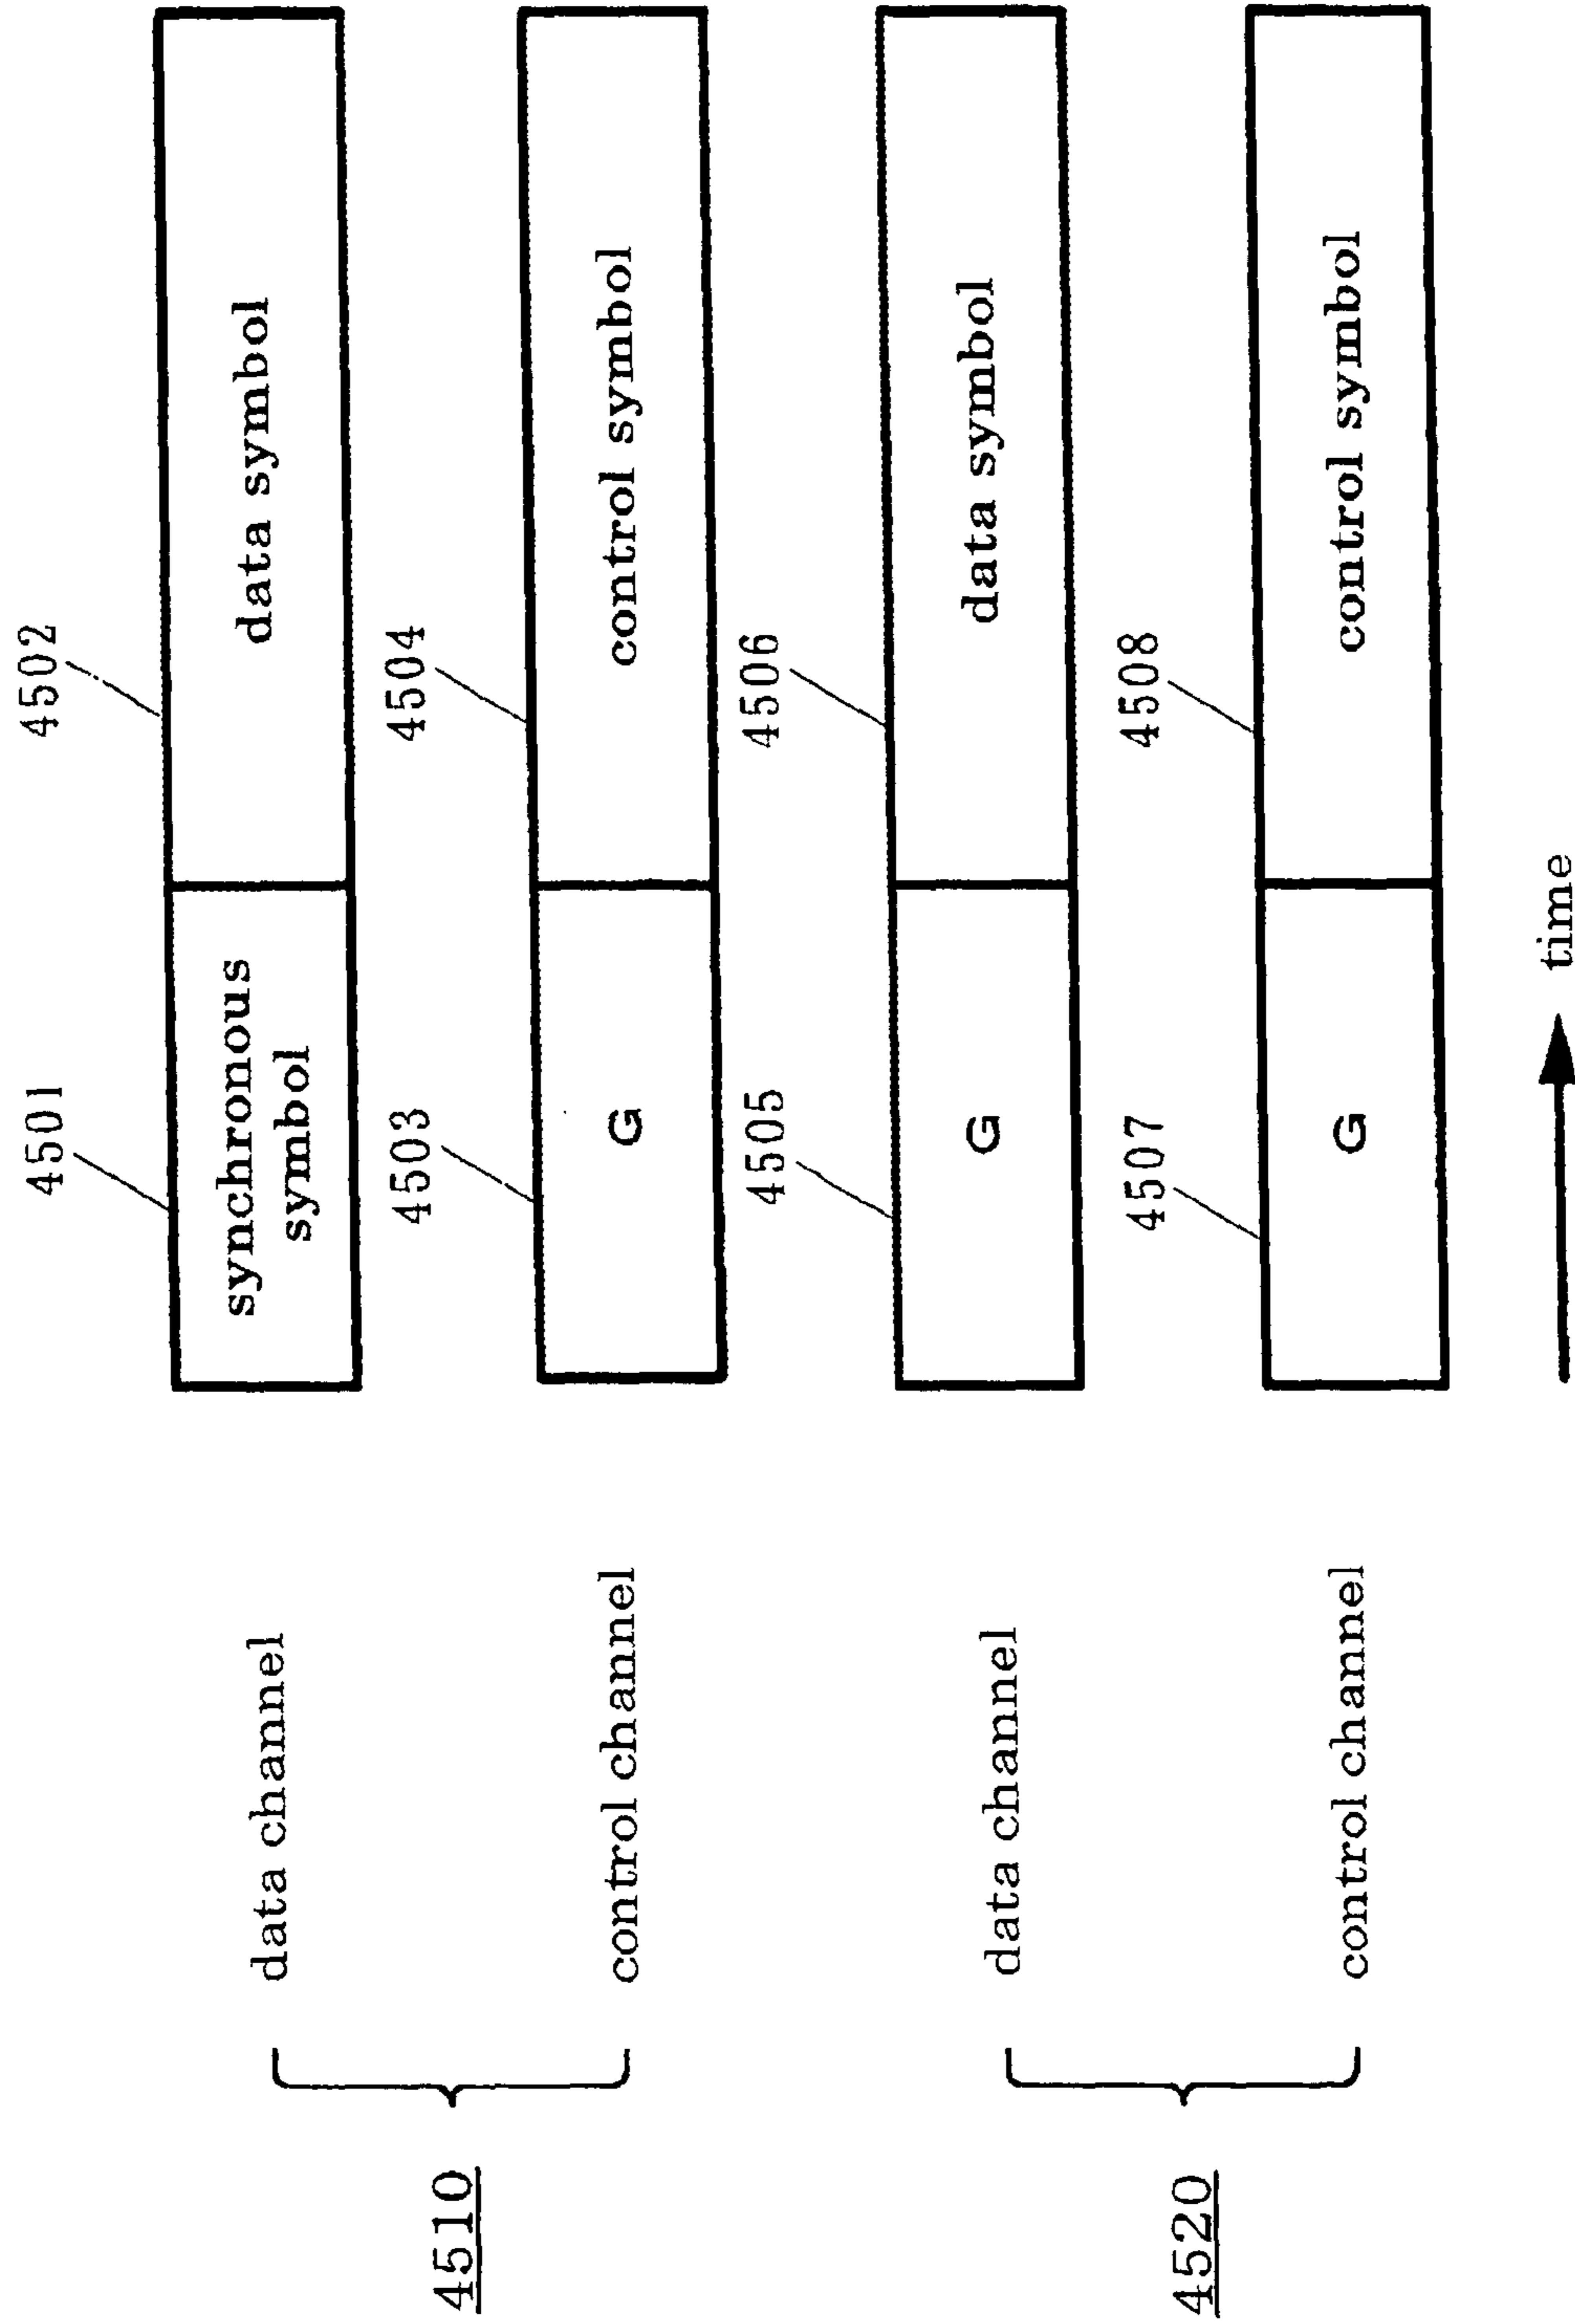 4501
4502
data channel
synchronous
symbol
data symbol
4510
4503
4504
control channel
G
control symbol
4505
4506
data channel
G
data symbol
4520
4507
4508
control channel
G
control symbol
time